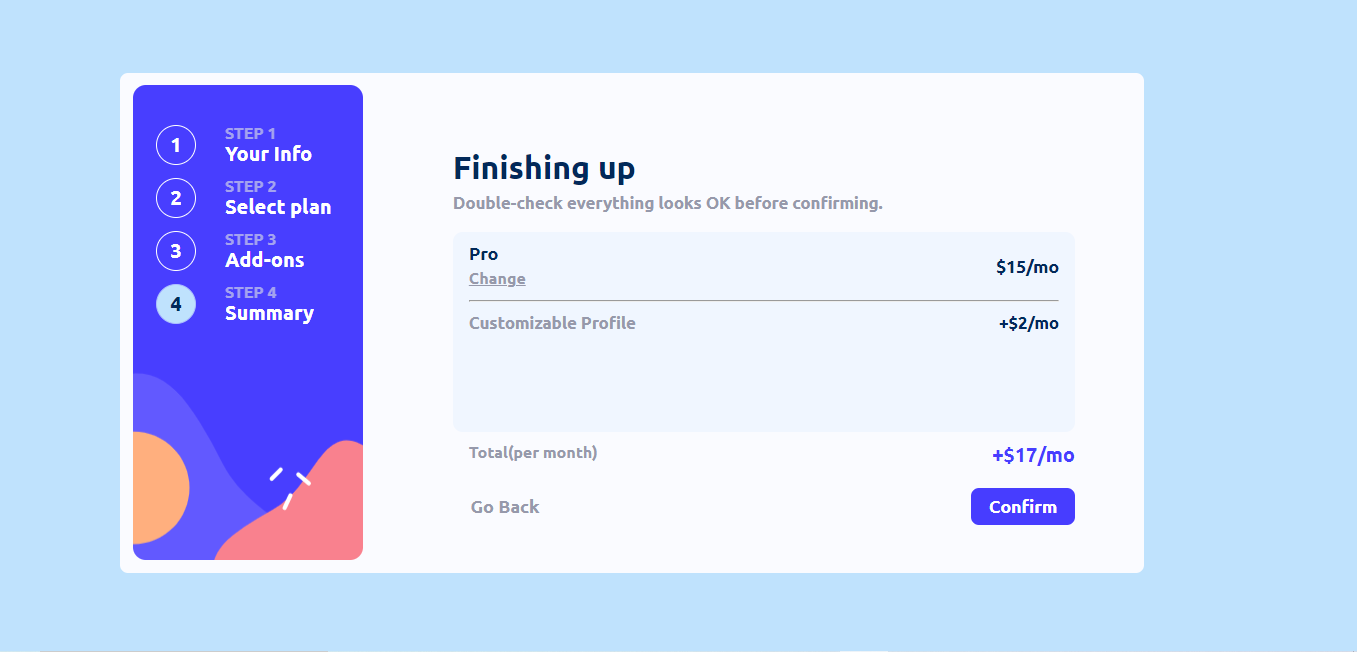 1
STEP 1
Your Info
2
STEP 2
Select plan
3
STEP 3
Add-ons
4
STEP 4
Summary
Finishing up
Double-check everything looks OK before confirming.
Pro
Change
$15/mo
Customizable Profile
+$2/mo
Total(per month)
+$17/mo
Go Back
Confirm